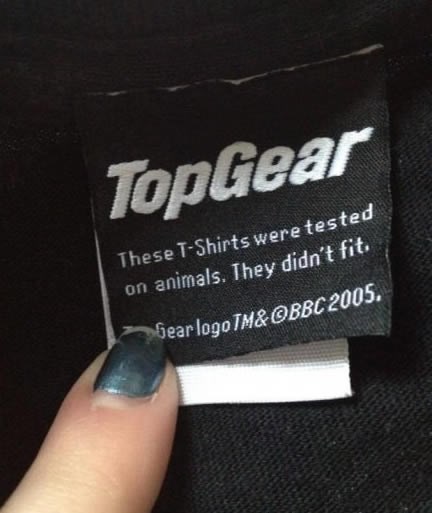 TopGear
These T-Shirts were tested
on animals. They didn't fit.
Gear logo TM & © BBC 2005.